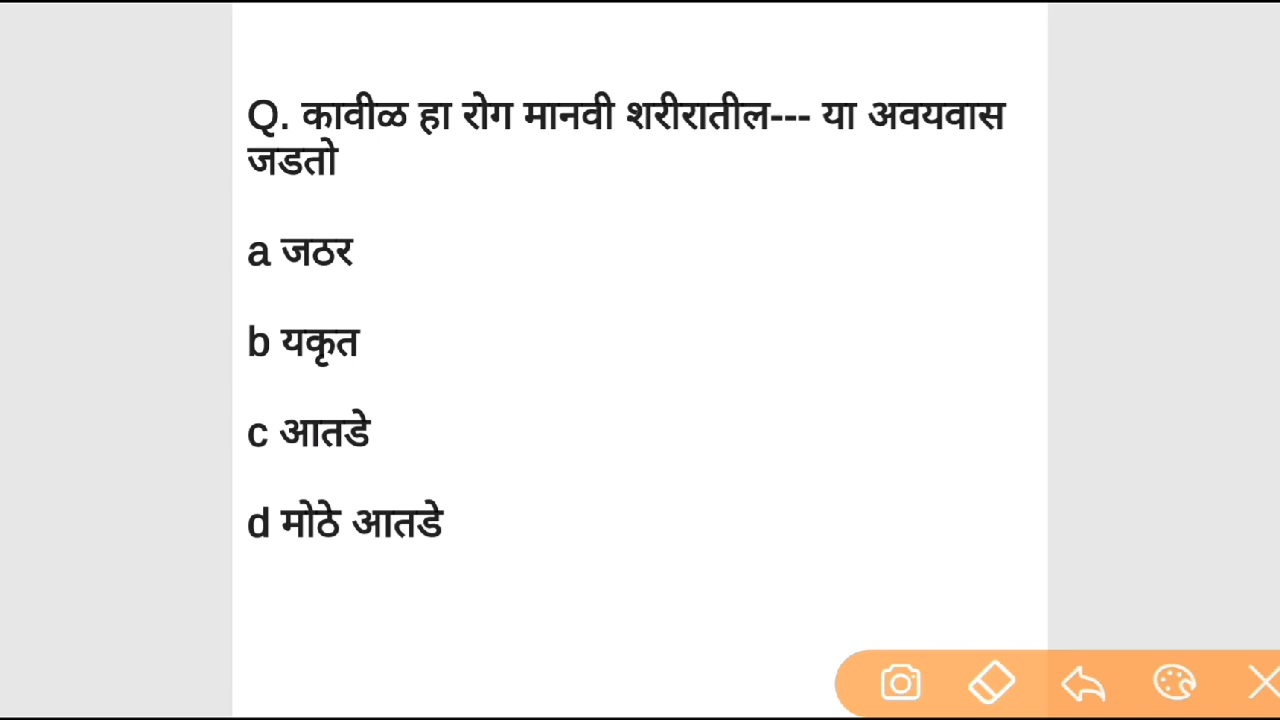 Q. कावीळ हा रोग मानवी शरीरातील--- या अवयवास
जडतो
a जठर
b यकृत
c आतडे
d मोठे आतडे